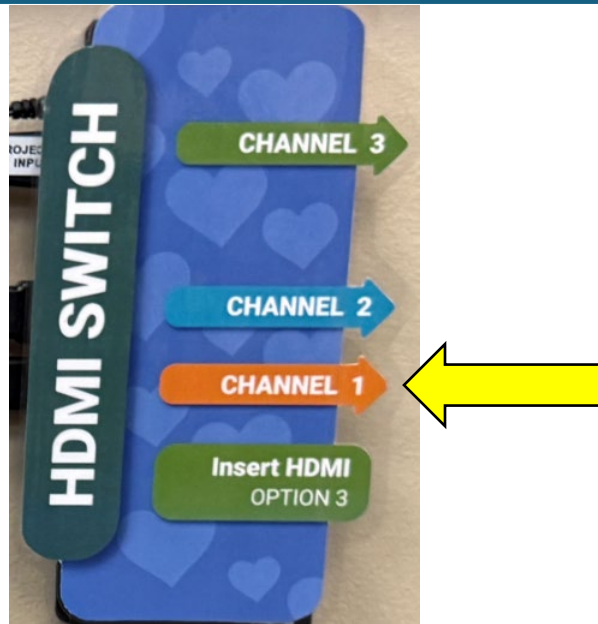 HDMI SWITCH
CHANNEL 3
CHANNEL 2
CHANNEL 1
Insert HDMI
OPTION 3